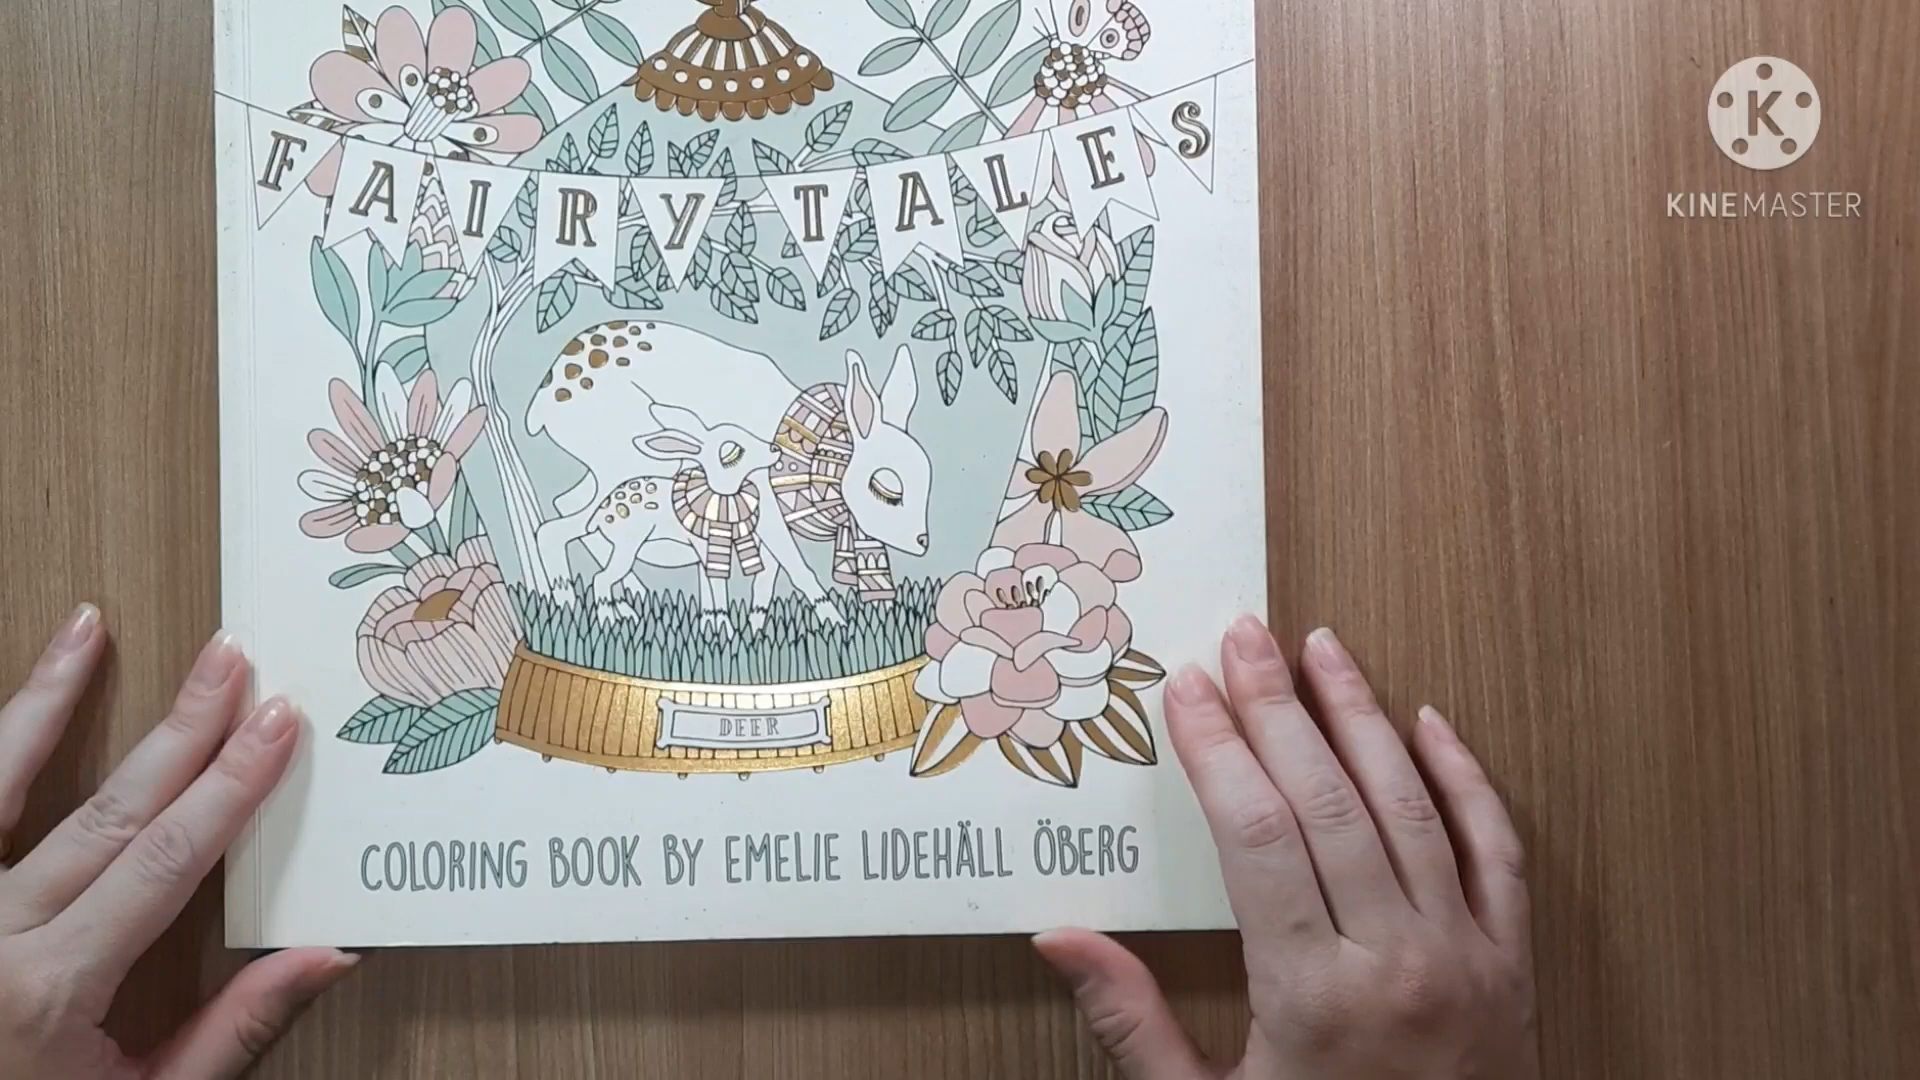 FAIRY TALES
DEER
COLORING BOOK BY EMELIE LIDEHÄLL ÖBERG
K
KINEMASTER